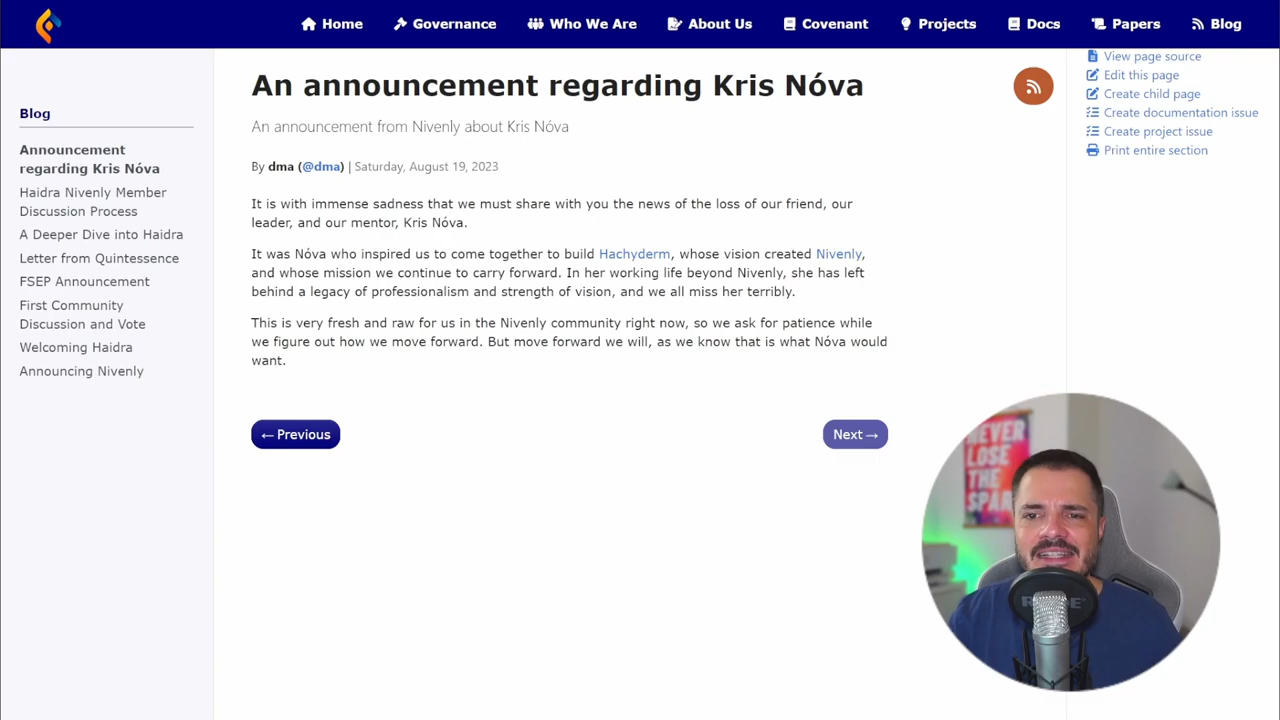 Home
Governance
Who We Are
About Us
Covenant
Projects
Docs
Papers
Blog
Blog
Announcement
regarding Kris Nóva
Haidra Nivenly Member
Discussion Process
A Deeper Dive into Haidra
Letter from Quintessence
FSEP Announcement
First Community
Discussion and Vote
Welcoming Haidra
Announcing Nivenly
An announcement regarding Kris Nóva
An announcement from Nivenly about Kris Nóva
By dma (@dma) | Saturday, August 19, 2023
It is with immense sadness that we must share with you the news of the loss of our friend, our
leader, and our mentor, Kris Nóva.
It was Nóva who inspired us to come together to build Hachyderm, whose vision created Nivenly,
and whose mission we continue to carry forward. In her working life beyond Nivenly, she has left
behind a legacy of professionalism and strength of vision, and we all miss her terribly.
This is very fresh and raw for us in the Nivenly community right now, so we ask for patience while
we figure out how we move forward. But move forward we will, as we know that is what Nóva would
want.
← Previous
Next →
View page source
Edit this page
Create child page
Create documentation issue
Create project issue
Print entire section
NEVER
LOSE
THE
SPAR